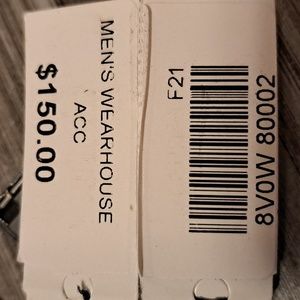 MEN'S WEARHOUSE
ACC
$150.00
F21
8V0W 80002